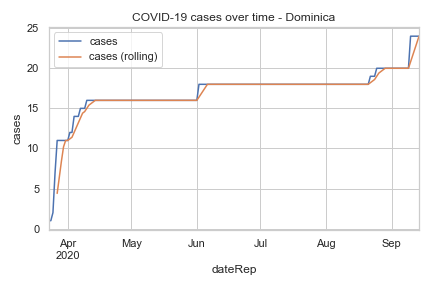 COVID-19 cases over time - Dominica
cases
cases (rolling)
25
20
15
10
5
0
cases
Apr
2020
May
Jun
Jul
Aug
Sep
dateRep